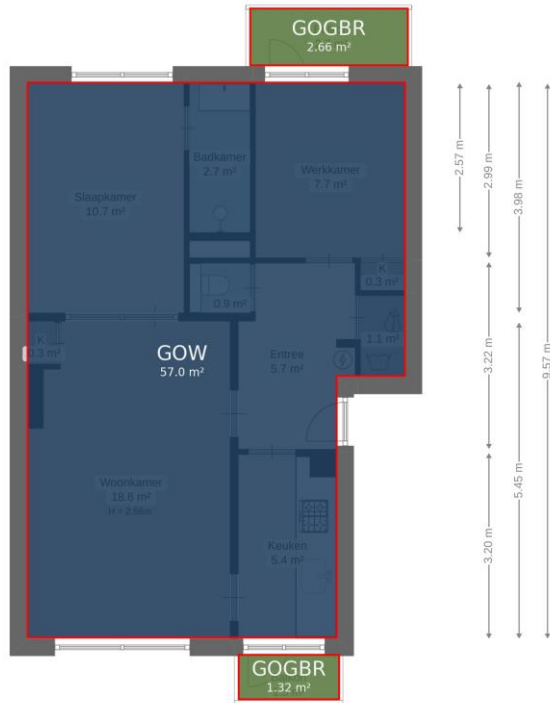 GOGBR
2.66 m²
Badkamer
2.7 m²
Werkkamer
7.7 m²
Slaapkamer
10.7 m²
K
0.3 m²
0.9 m²
1.1 m²
K
0.3 m²
GOW
57.0 m²
Entree
5.7 m²
Woonkamer
18.6 m²
H = 2.56m
Keuken
5.4 m²
GOGBR
1.32 m²
2.57 m
2.99 m
3.98 m
3.22 m
9.57 m
5.45 m
3.20 m